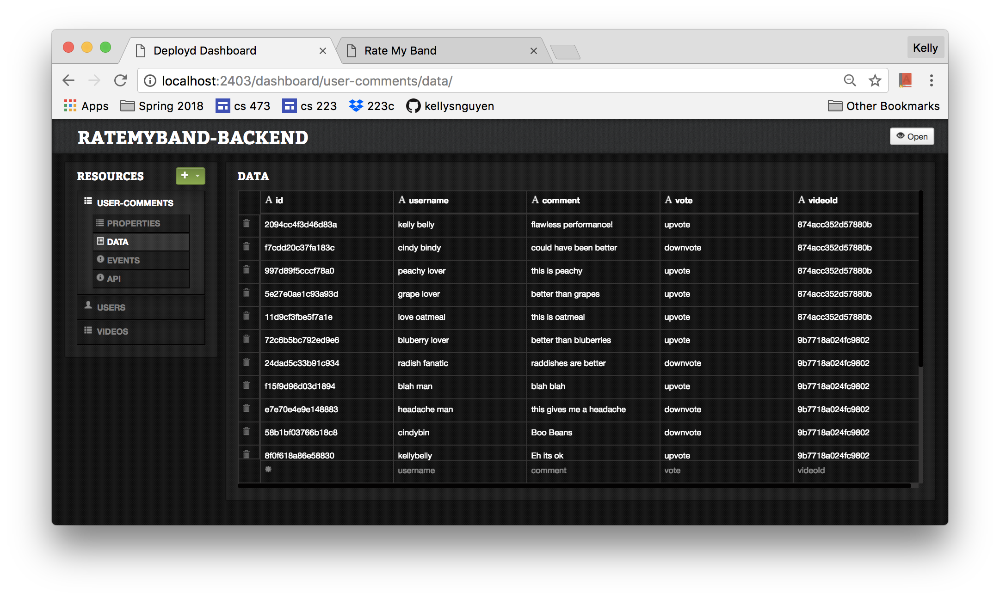 Deployd Dashboard
Rate My Band
Kelly
localhost:2403/dashboard/user-comments/data/
Apps Spring 2018 cs 473 cs 223 223c kellysnguyen Other Bookmarks
RATEMYBAND-BACKEND
Open
RESOURCES
USER-COMMENTS
PROPERTIES
DATA
EVENTS
API
USERS
VIDEOS
DATA
A id A username A comment A vote A videoId
2094cc4f3d46d83a kelly belly flawless performance! upvote 874acc352d57880b
f7cdd20c37fa183c cindy bindy could have been better downvote 874acc352d57880b
997d89f5cccf78a0 peachy lover this is peachy upvote 874acc352d57880b
5e27e0ae1c93a93d grape lover better than grapes upvote 874acc352d57880b
11d9cf3fbe5f7a1e love oatmeal this is oatmeal upvote 874acc352d57880b
72c6b5bc792ed9e6 bluberry lover better than bluberries upvote 9b7718a024fc9802
24dad5c33b91c934 radish fanatic raddishes are better downvote 9b7718a024fc9802
f15f9d96d03d1894 blah man blah blah upvote 9b7718a024fc9802
e7e70e4e9e148883 headache man this gives me a headache downvote 9b7718a024fc9802
58b1bf03766b18c8 cindybin Boo Beans downvote 9b7718a024fc9802
8f0f618a86e58830 kellybelly Eh its ok upvote 9b7718a024fc9802
username comment vote videoId